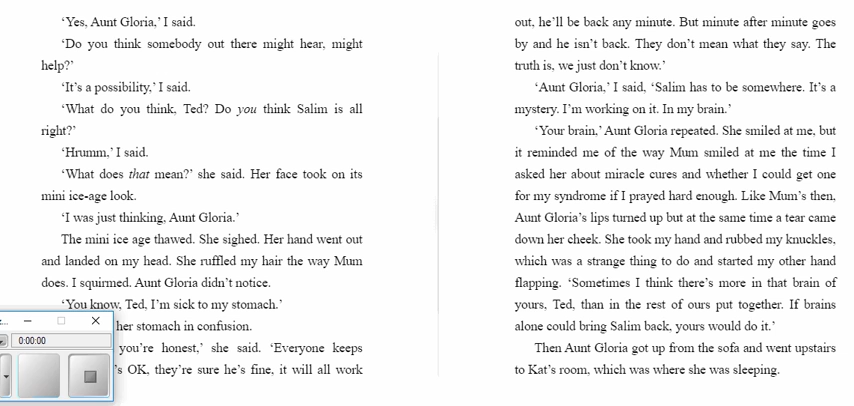 ‘Yes, Aunt Gloria,’ I said.
‘Do you think somebody out there might hear, might
help?’
‘It’s a possibility,’ I said.
‘What do you think, Ted? Do you think Salim is all
right?’
‘Hrumm,’ I said.
‘What does that mean?’ she said. Her face took on its
mini ice-age look.
‘I was just thinking, Aunt Gloria.’
The mini ice age thawed. She sighed. Her hand went out
and landed on my head. She ruffled my hair the way Mum
does. I squirmed. Aunt Gloria didn’t notice.
‘You know, Ted, I’m sick to my stomach.’
her stomach in confusion.
you’re honest,’ she said. ‘Everyone keeps
’s OK, they’re sure he’s fine, it will all work
0:00:00
out, he’ll be back any minute. But minute after minute goes
by and he isn’t back. They don’t mean what they say. The
truth is, we just don’t know.’
‘Aunt Gloria,’ I said, ‘Salim has to be somewhere. It’s a
mystery. I’m working on it. In my brain.’
‘Your brain,’ Aunt Gloria repeated. She smiled at me, but
it reminded me of the way Mum smiled at me the time I
asked her about miracle cures and whether I could get one
for my syndrome if I prayed hard enough. Like Mum’s then,
Aunt Gloria’s lips turned up but at the same time a tear came
down her cheek. She took my hand and rubbed my knuckles,
which was a strange thing to do and started my other hand
flapping. ‘Sometimes I think there’s more in that brain of
yours, Ted, than in the rest of ours put together. If brains
alone could bring Salim back, yours would do it.’
Then Aunt Gloria got up from the sofa and went upstairs
to Kat’s room, which was where she was sleeping.